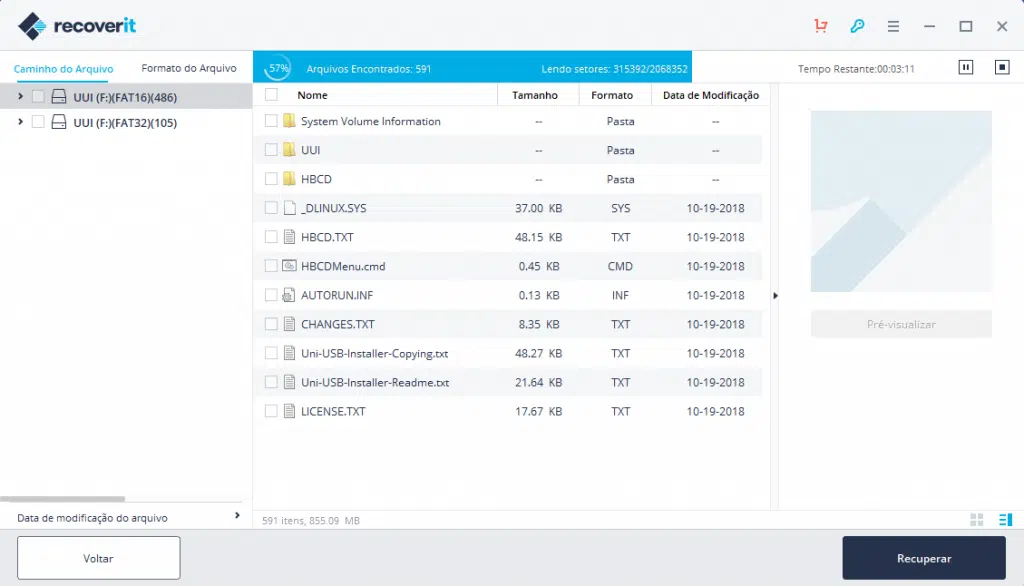 recoverit
Caminho do Arquivo
Formato do Arquivo
57%
Arquivos Encontrados: 591
Lendo setores: 315392/2068352
Tempo Restante:00:03:11
UUI (F:)(FAT16)(486)
UUI (F:)(FAT32)(105)
Nome Tamanho Formato Data de Modificação
System Volume Information -- Pasta --
UUI -- Pasta --
HBCD -- Pasta --
_DLINUX.SYS 37.00 KB SYS 10-19-2018
HBCD.TXT 48.15 KB TXT 10-19-2018
HBCDMenu.cmd 0.45 KB CMD 10-19-2018
AUTORUN.INF 0.13 KB INF 10-19-2018
CHANGES.TXT 8.35 KB TXT 10-19-2018
Uni-USB-Installer-Copying.txt 48.27 KB TXT 10-19-2018
Uni-USB-Installer-Readme.txt 21.64 KB TXT 10-19-2018
LICENSE.TXT 17.67 KB TXT 10-19-2018
Pré-visualizar
Data de modificação do arquivo
591 itens, 855.09 MB
Voltar
Recuperar